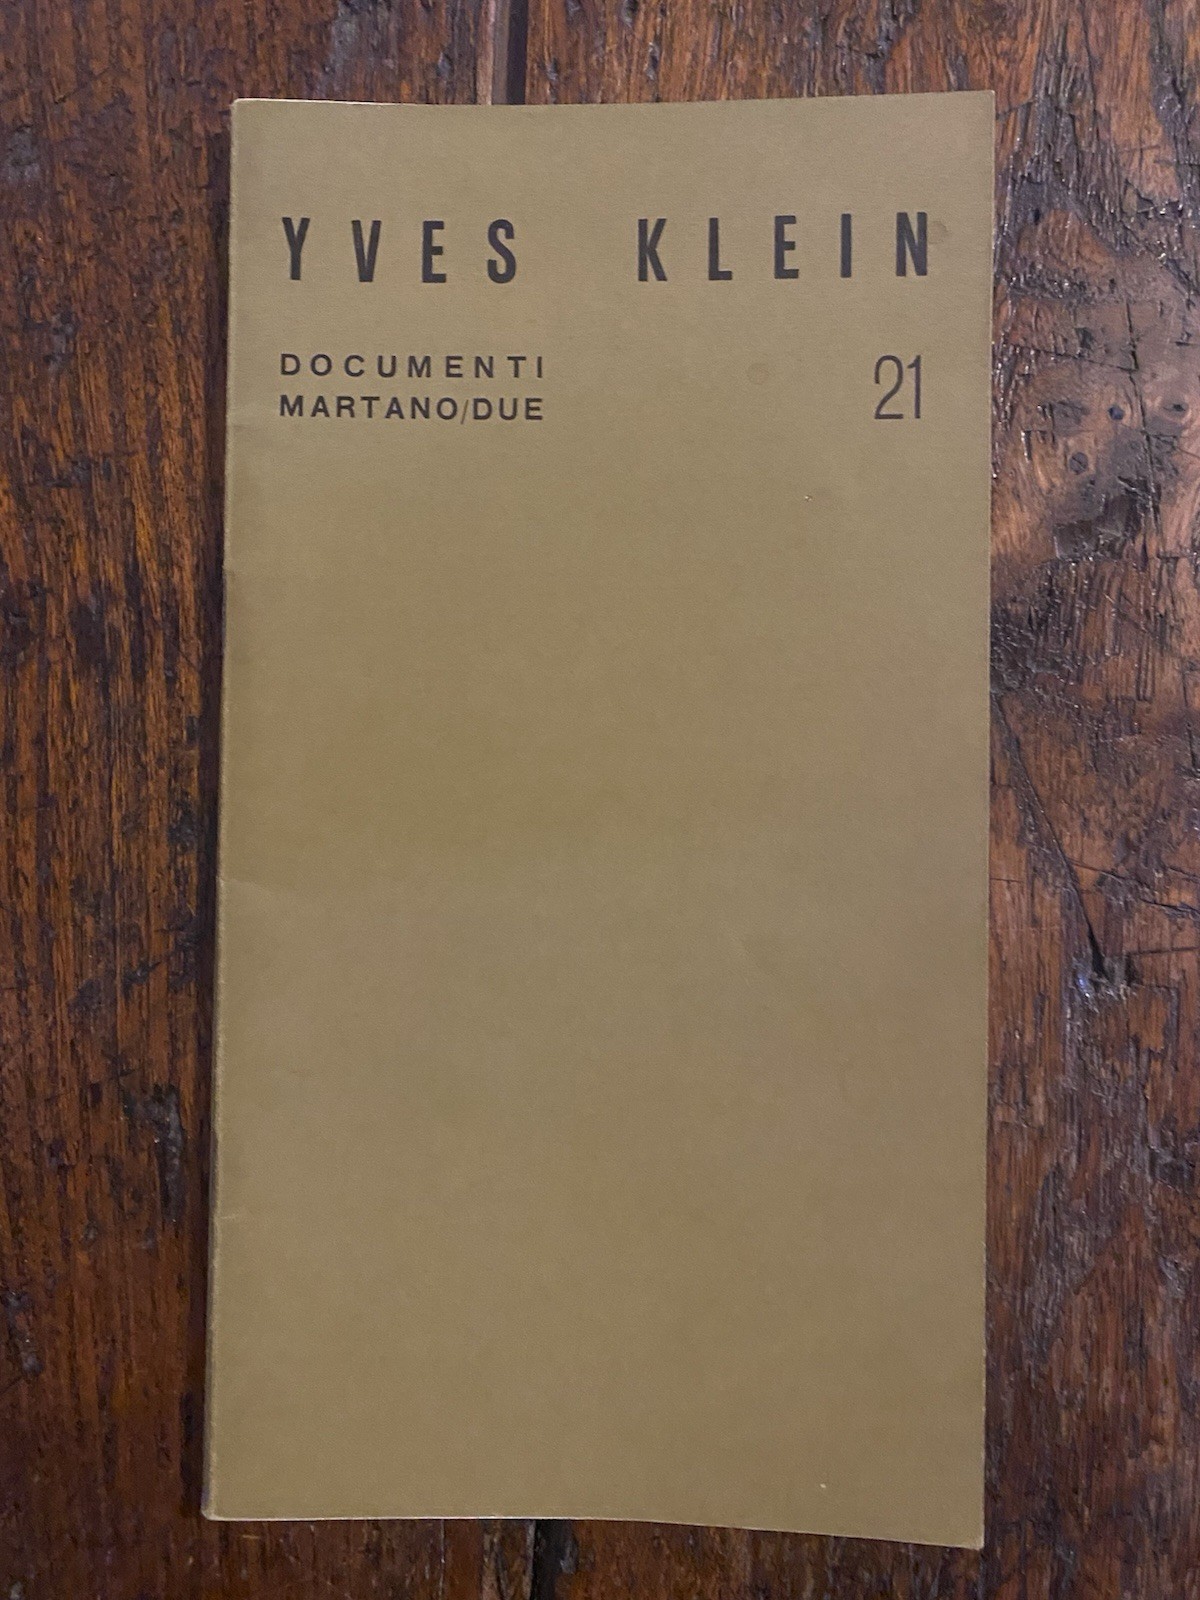 YVES KLEIN
DOCUMENTI
MARTANO/DUE
21